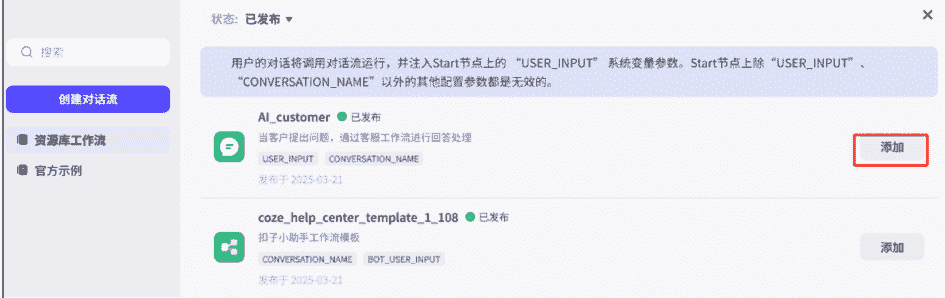 状态: 已发布
搜索
创建对话流
资源库工作流
官方示例
用户的对话将调用对话流运行，并注入Start节点上的 “USER_INPUT” 系统变量参数。Start节点上除“USER_INPUT”、
“CONVERSATION_NAME”以外的其他配置参数都是无效的。
AI_customer 已发布
当客户提出问题，通过客服工作流进行回答处理
USER_INPUT CONVERSATION_NAME
发布于 2025-03-21
添加
coze_help_center_template_1_108 已发布
扣子小助手工作流模板
CONVERSATION_NAME BOT_USER_INPUT
发布于 2025-03-21
添加